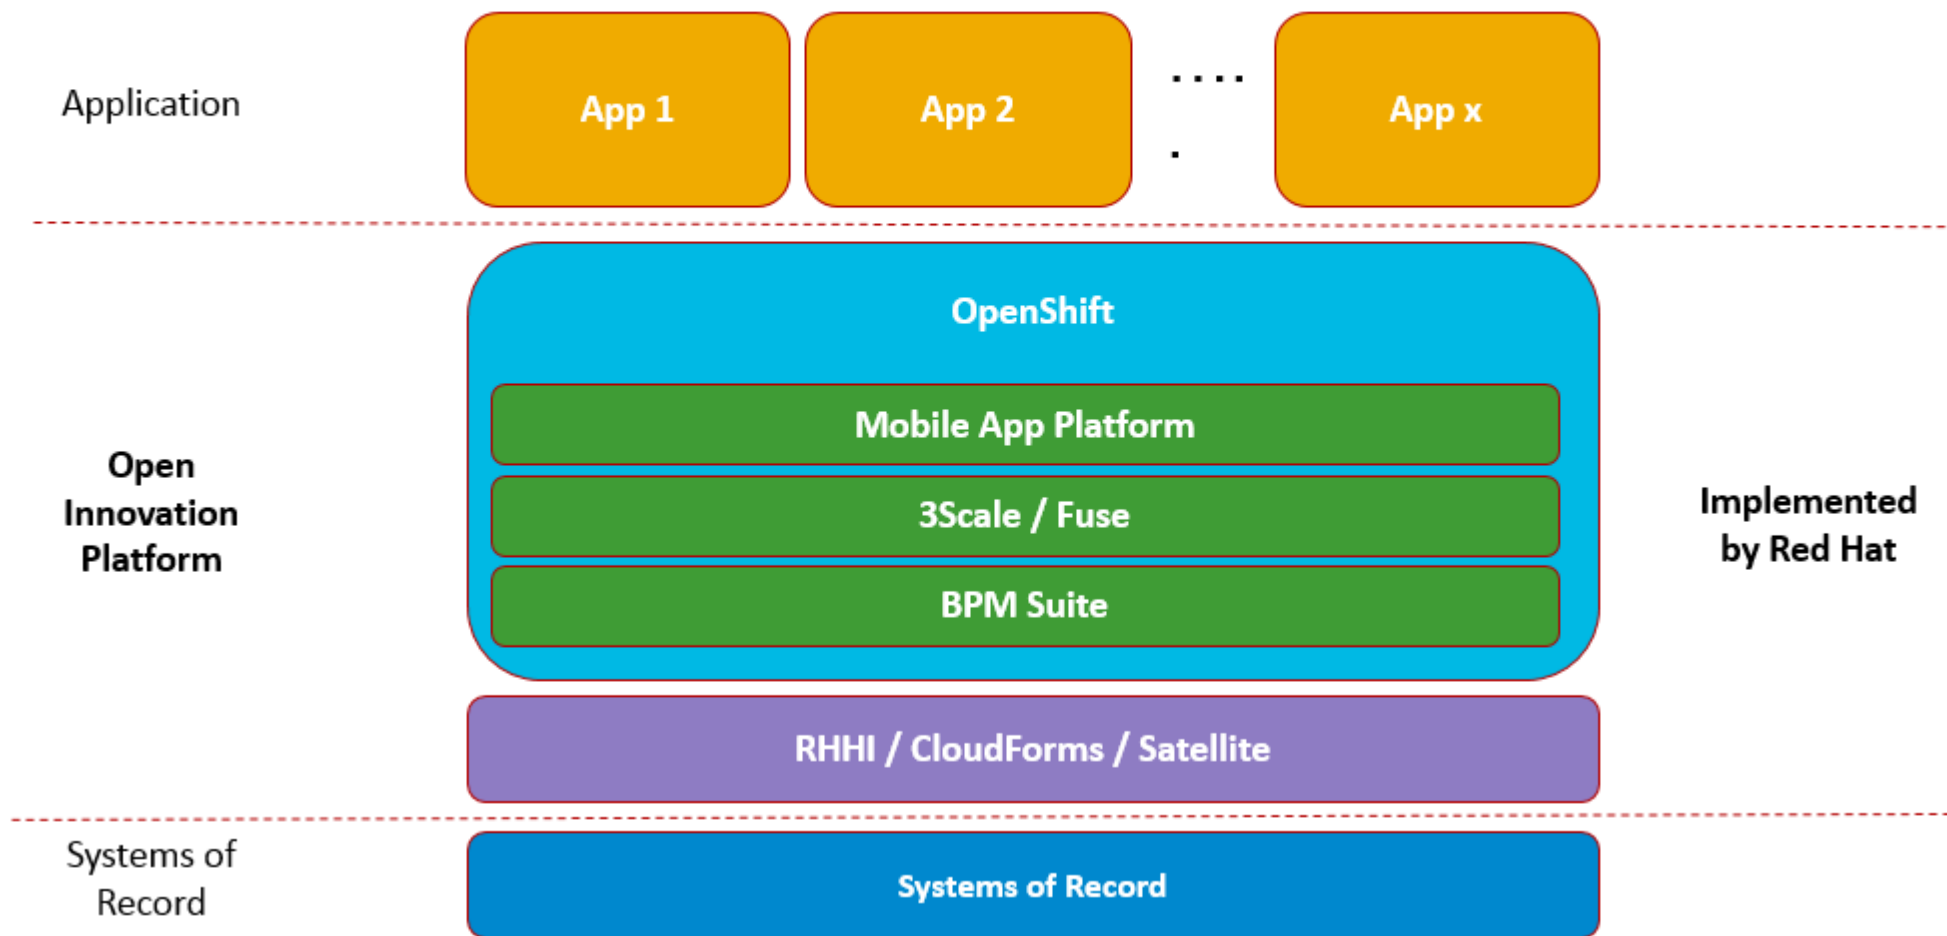 Application
App 1
App 2
....
.
App x
OpenShift
Mobile App Platform
3Scale / Fuse
BPM Suite
Open
Innovation
Platform
Implemented
by Red Hat
RHHI / CloudForms / Satellite
Systems of
Record
Systems of Record